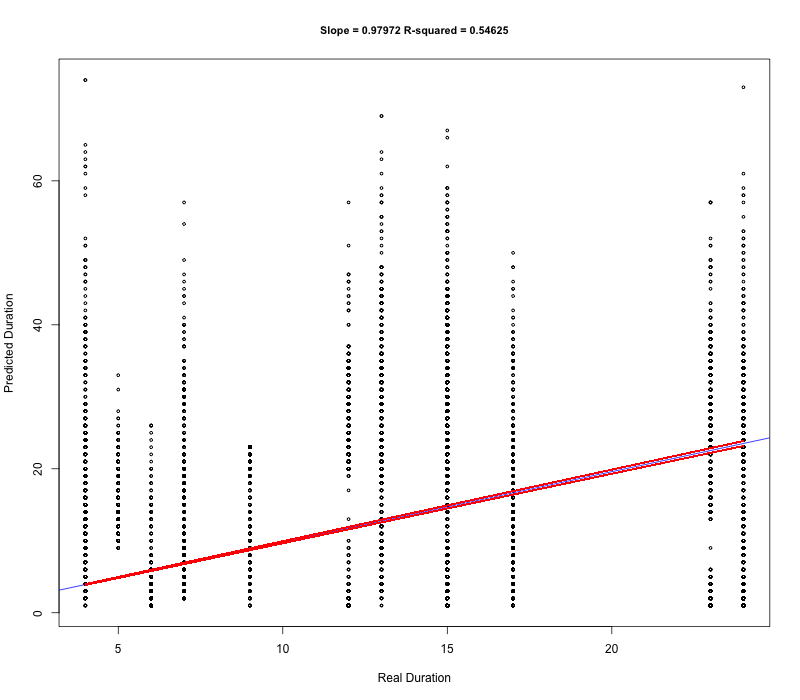 Slope = 0.97972 R-squared = 0.54625
Predicted Duration
60
40
20
0
5 10 15 20
Real Duration